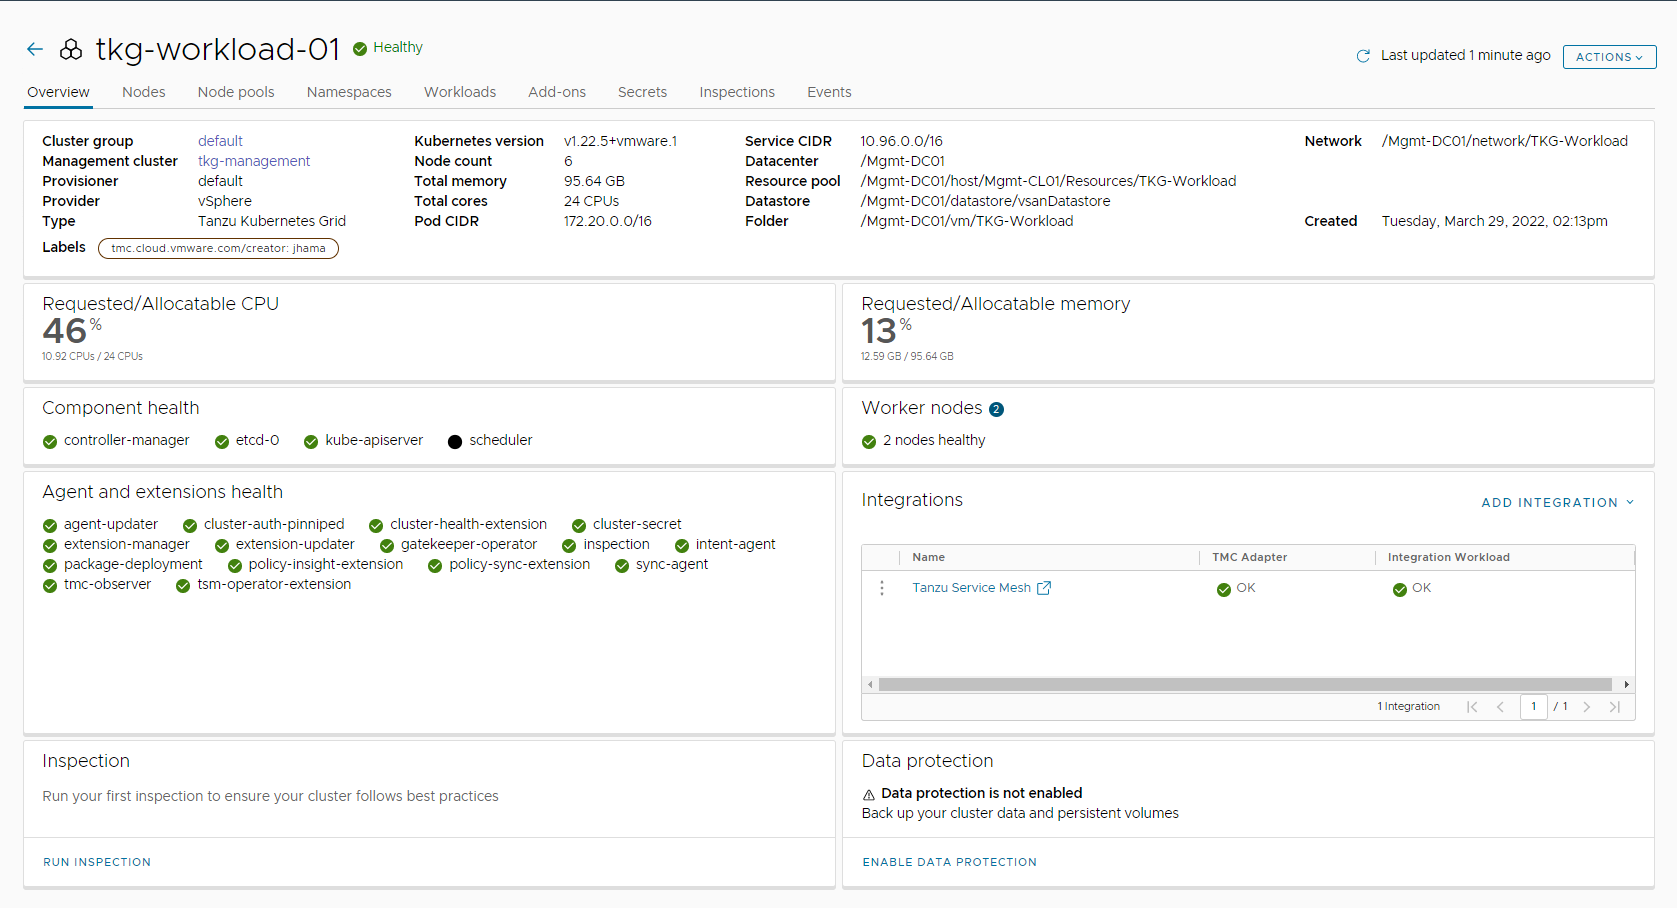 tkg-workload-01 Healthy
Last updated 1 minute ago ACTIONS
Overview Nodes Node pools Namespaces Workloads Add-ons Secrets Inspections Events
Cluster group default Kubernetes version v1.22.5+vmware.1 Service CIDR 10.96.0.0/16 Network /Mgmt-DC01/network/TKG-Workload
Management cluster tkg-management Node count 6 Datacenter /Mgmt-DC01
Provisioner default Total memory 95.64 GB Resource pool /Mgmt-DC01/host/Mgmt-CL01/Resources/TKG-Workload
Provider vSphere Total cores 24 CPUs Datastore /Mgmt-DC01/datastore/vsanDatastore
Type Tanzu Kubernetes Grid Pod CIDR 172.20.0.0/16 Folder /Mgmt-DC01/vm/TKG-Workload Created Tuesday, March 29, 2022, 02:13pm
Labels tmc.cloud.vmware.com/creator: jhama
Requested/Allocatable CPU
46 %
10.92 CPUs / 24 CPUs
Requested/Allocatable memory
13 %
12.59 GB / 95.64 GB
Component health
controller-manager etcd-0 kube-apiserver scheduler
Worker nodes 2
2 nodes healthy
Agent and extensions health
agent-updater cluster-auth-pinniped cluster-health-extension cluster-secret
extension-manager extension-updater gatekeeper-operator inspection intent-agent
package-deployment policy-insight-extension policy-sync-extension sync-agent
tmc-observer tsm-operator-extension
Integrations ADD INTEGRATION
Name TMC Adapter Integration Workload
Tanzu Service Mesh OK OK
1 Integration 1 / 1
Inspection
Run your first inspection to ensure your cluster follows best practices
RUN INSPECTION
Data protection
Data protection is not enabled
Back up your cluster data and persistent volumes
ENABLE DATA PROTECTION